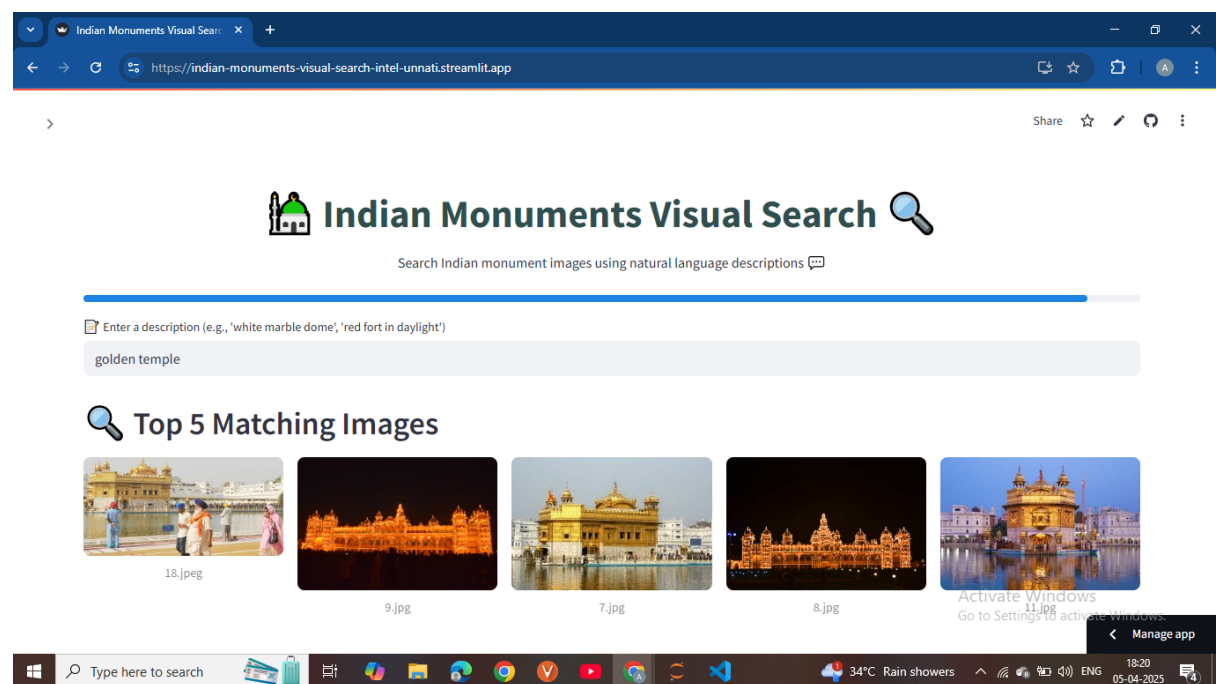 Indian Monuments Visual Searc
https://indian-monuments-visual-search-intel-unnati.streamlit.app
A
Share
Indian Monuments Visual Search
Search Indian monument images using natural language descriptions
Enter a description (e.g., 'white marble dome', 'red fort in daylight')
golden temple
Top 5 Matching Images
18.jpeg
9.jpg
7.jpg
8.jpg
11.jpg
Activate Windows
Go to Settings to activate Windows.
Manage app
Type here to search
34°C Rain showers
ENG
18:20
05-04-2025
4